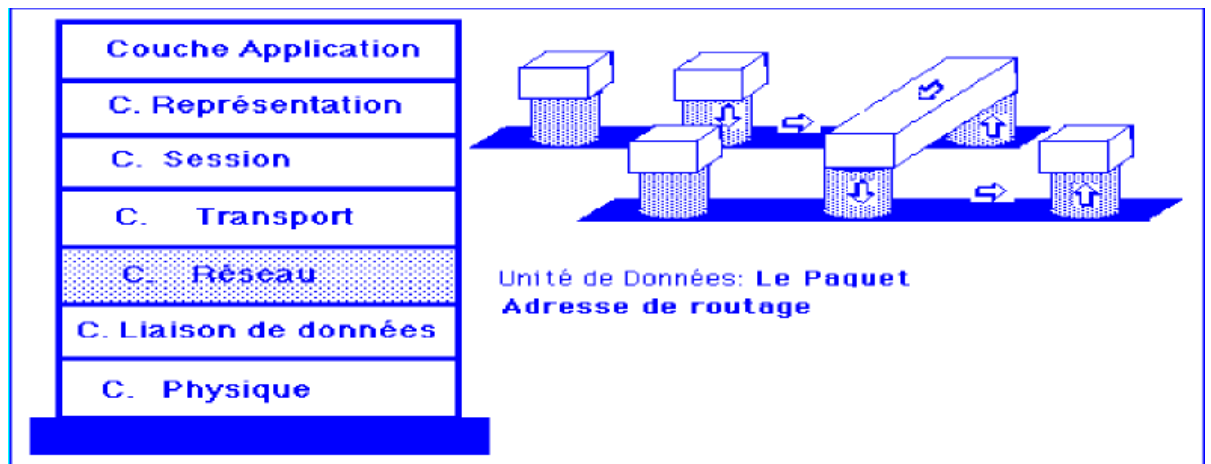 Couche Application
C. Représentation
C. Session
C. Transport
C. Réseau
C. Liaison de données
C. Physique
Unité de Données: Le Paquet
Adresse de routage